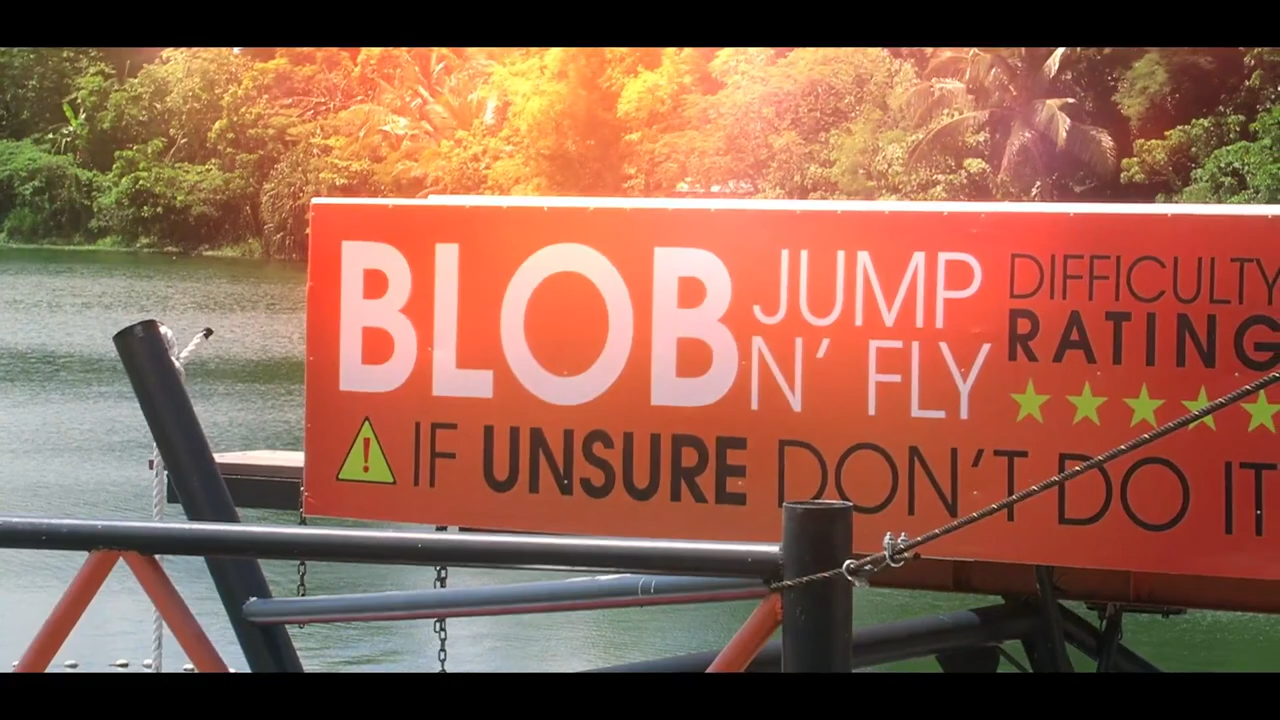 BLOB JUMP N' FLY
DIFFICULTY
RATING
IF UNSURE DON'T DO IT